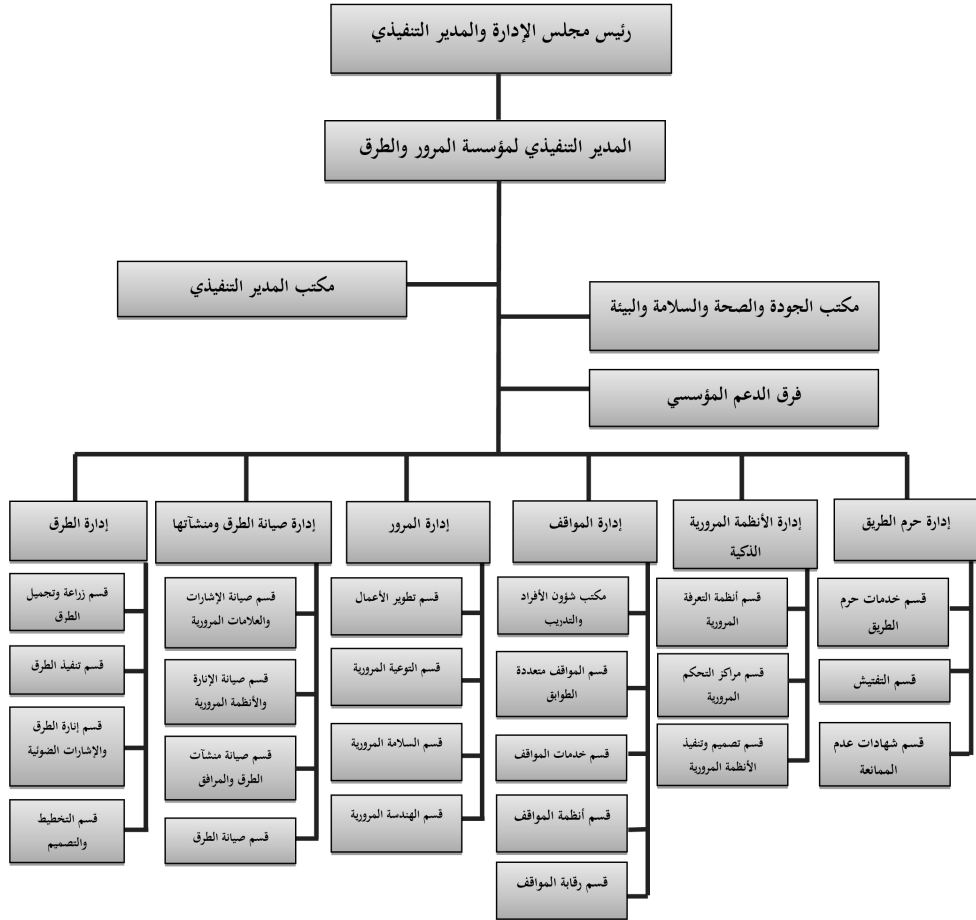 رئيس مجلس الإدارة والمدير التنفيذي
المدير التنفيذي لمؤسسة المرور والطرق
مكتب المدير التنفيذي
مكتب الجودة والصحة والسلامة والبيئة
فرق الدعم المؤسسي
إدارة حرم الطريق
قسم خدمات حرم
الطريق
قسم التفتيش
قسم شهادات عدم
الممانعة
إدارة الأنظمة المرورية
الذكية
قسم أنظمة التعرفة
المرورية
قسم مراكز التحكم
المرورية
قسم تصميم وتنفيذ
الأنظمة المرورية
إدارة المواقف
مكتب شؤون الأفراد
والتدريب
قسم المواقف متعددة
الطوابق
قسم خدمات المواقف
قسم أنظمة المواقف
قسم رقابة المواقف
إدارة المرور
قسم تطوير الأعمال
قسم التوعية المرورية
قسم السلامة المرورية
قسم الهندسة المرورية
إدارة صيانة الطرق ومنشآتها
قسم صيانة الإشارات
والعلامات المرورية
قسم صيانة الإنارة
والأنظمة المرورية
قسم صيانة منشآت
الطرق والمرافق
قسم صيانة الطرق
إدارة الطرق
قسم زراعة وتجميل
الطرق
قسم تنفيذ الطرق
قسم إنارة الطرق
والإشارات الضوئية
قسم التخطيط
والتصميم